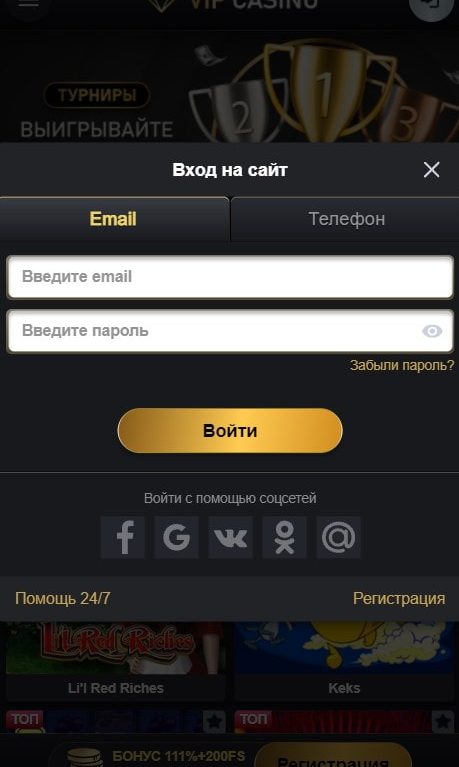 VIP CASINO
ТУРНИРЫ
ВЫИГРЫВАЙТЕ
2 1 3
Вход на сайт
Email Телефон
Введите email
Введите пароль
Забыли пароль?
Войти
Войти с помощью соцсетей
Помощь 24/7 Регистрация
Li'l Red Riches
Li'l Red Riches Keks
ТОП ТОП
БОНУС 111%+200FS Регистрация